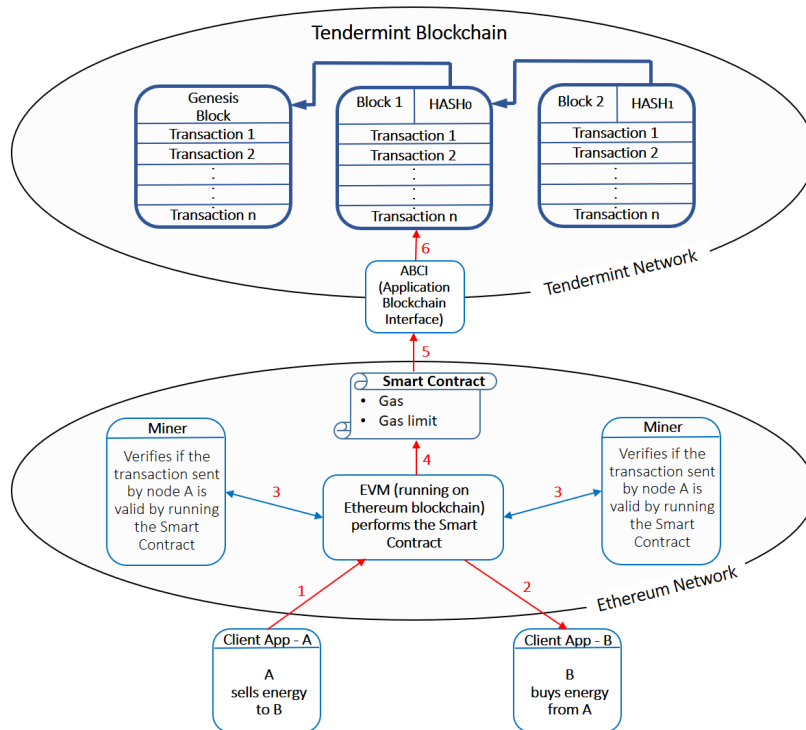 Tendermint Blockchain
Genesis
Block
Transaction 1
Transaction 2
:
:
Transaction n
Block 1
HASH₀
Transaction 1
Transaction 2
:
:
Transaction n
Block 2
HASH₁
Transaction 1
Transaction 2
:
:
Transaction n
6
Tendermint Network
ABCI
(Application
Blockchain
Interface)
5
Smart Contract
• Gas
• Gas limit
4
Miner
Verifies if the
transaction sent
by node A is
valid by running
the Smart
Contract
3
EVM (running on
Ethereum blockchain)
performs the Smart
Contract
3
Miner
Verifies if the
transaction sent
by node A is
valid by running
the Smart
Contract
1
2
Ethereum Network
Client App - A
A
sells energy
to B
Client App - B
B
buys energy
from A